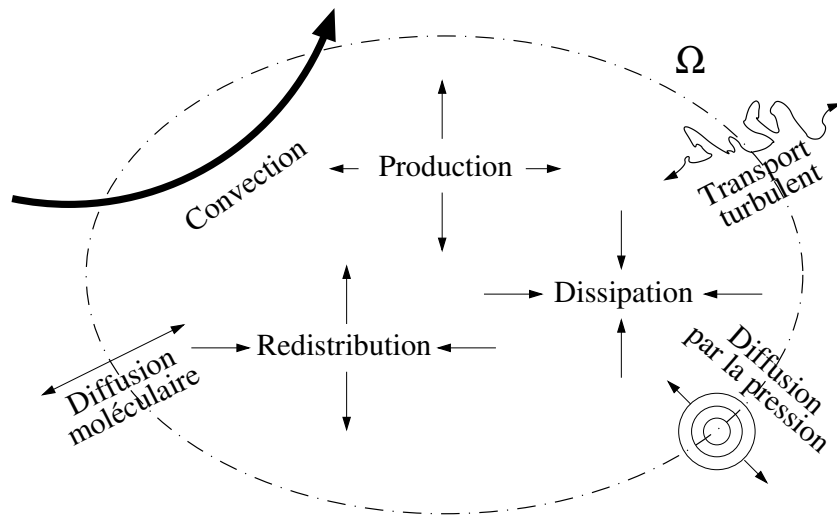 Ω
Production
Convection
Transport
turbulent
Dissipation
Redistribution
Diffusion
moléculaire
Diffusion
par la pression